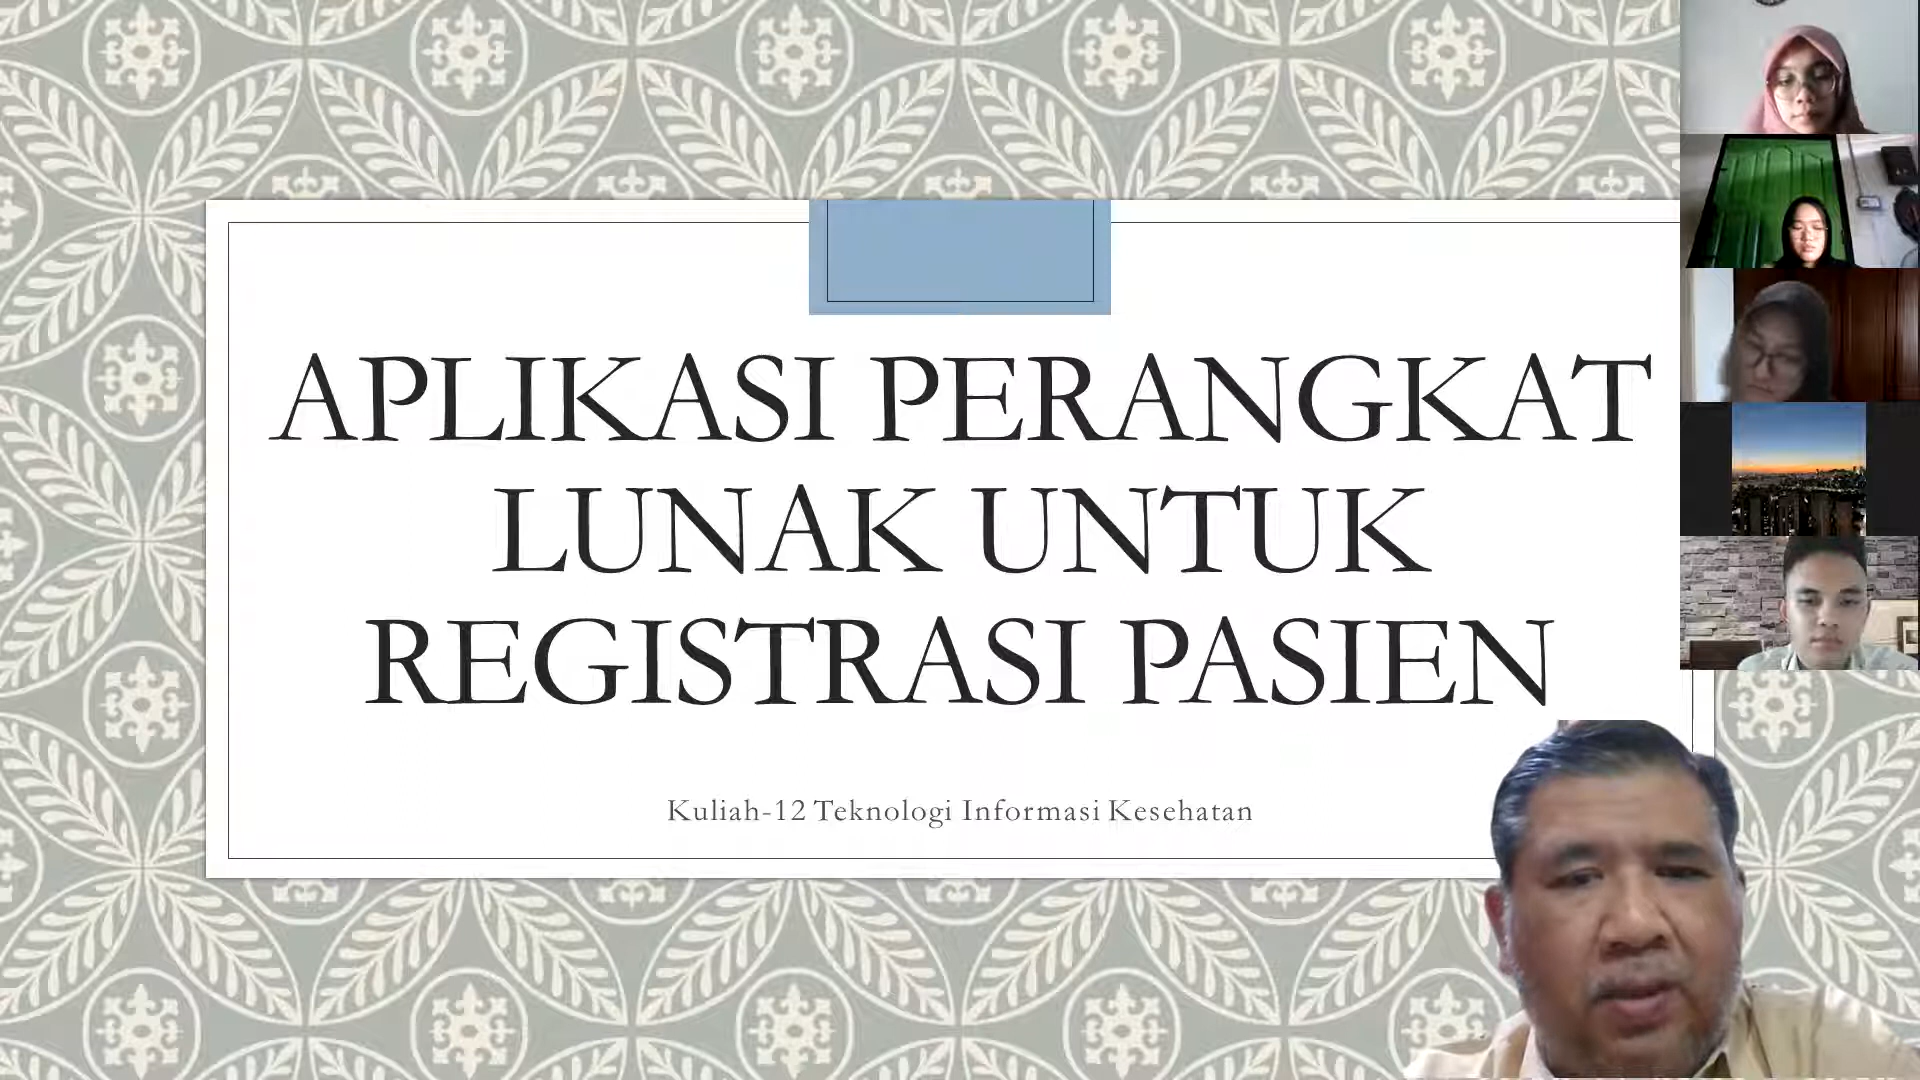 APLIKASI PERANGKAT
LUNAK UNTUK
REGISTRASI PASIEN
Kuliah-12 Teknologi Informasi Kesehatan